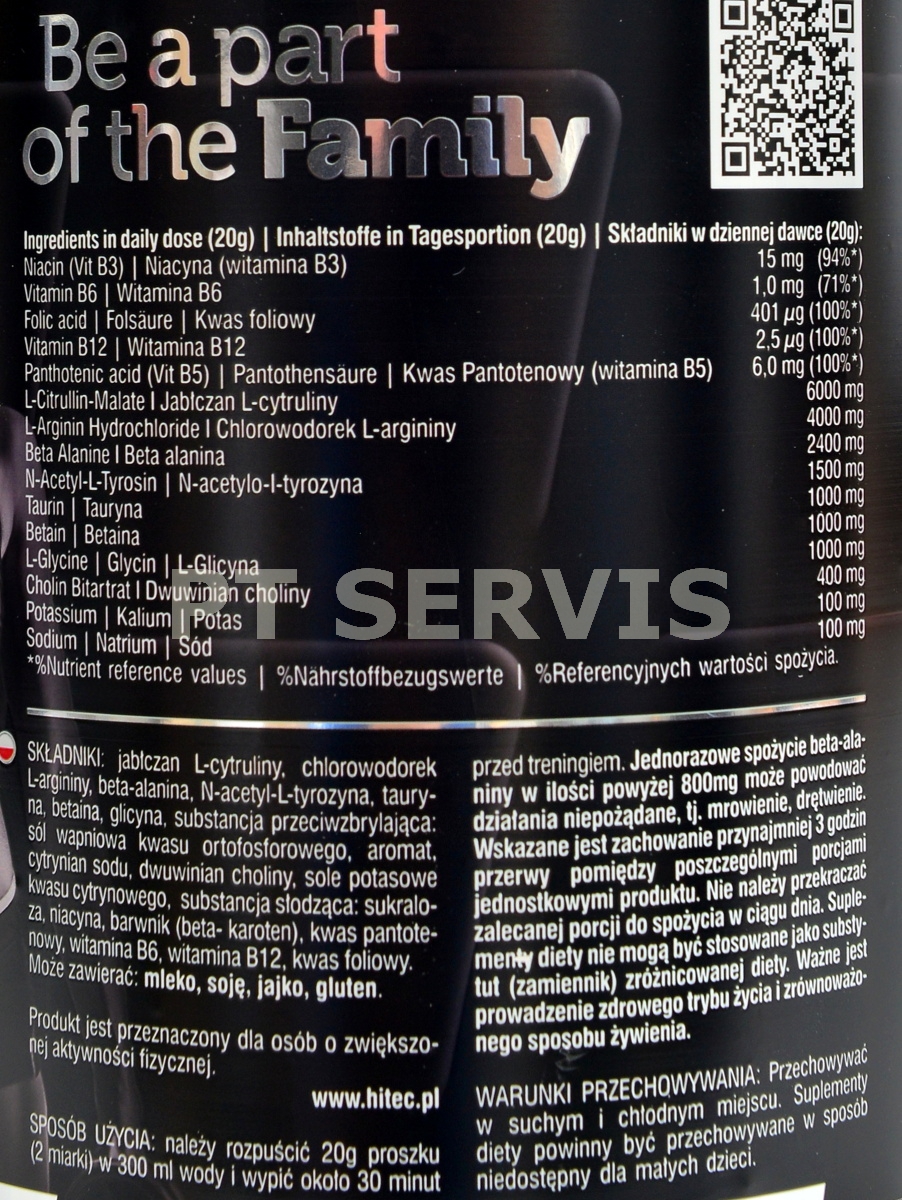 Be a part
of the Family
Ingredients in daily dose (20g) | Inhaltstoffe in Tagesportion (20g) | Składniki w dziennej dawce (20g):
Niacin (Vit B3) | Niacyna (witamina B3) 15 mg (94%*)
Vitamin B6 | Witamina B6 1,0 mg (71%*)
Folic acid | Folsäure | Kwas foliowy 401 µg (100%*)
Vitamin B12 | Witamina B12 2,5 µg (100%*)
Panthotenic acid (Vit B5) | Pantothensäure | Kwas Pantotenowy (witamina B5) 6,0 mg (100%*)
L-Citrullin-Malate I Jabłczan L-cytruliny 6000 mg
L-Arginin Hydrochloride I Chlorowodorek L-argininy 4000 mg
Beta Alanine I Beta alanina 2400 mg
N-Acetyl-L-Tyrosin | N-acetylo-l-tyrozyna 1500 mg
Taurin | Tauryna 1000 mg
Betain | Betaina 1000 mg
L-Glycine | Glycin | L-Glicyna 1000 mg
Cholin Bitartrat I Dwuwinian choliny 400 mg
Potassium | Kalium | Potas 100 mg
Sodium | Natrium | Sód 100 mg
*%Nutrient reference values | %Nährstoffbezugswerte | %Referencyjnych wartości spożycia.
PT SERVIS
SKŁADNIKI: jabłczan L-cytruliny, chlorowodorek
L-argininy, beta-alanina, N-acetyl-L-tyrozyna, taury-
na, betaina, glicyna, substancja przeciwzbrylająca:
sól wapniowa kwasu ortofosforowego, aromat,
cytrynian sodu, dwuwinian choliny, sole potasowe
kwasu cytrynowego, substancja słodząca: sukralo-
za, niacyna, barwnik (beta- karoten), kwas pantote-
nowy, witamina B6, witamina B12, kwas foliowy.
Może zawierać: mleko, soję, jajko, gluten.
Produkt jest przeznaczony dla osób o zwiększo-
nej aktywności fizycznej.
www.hitec.pl
SPOSÓB UŻYCIA: należy rozpuścić 20g proszku
(2 miarki) w 300 ml wody i wypić około 30 minut
przed treningiem. Jednorazowe spożycie beta-ala-
niny w ilości powyżej 800mg może powodować
działania niepożądane, tj. mrowienie, drętwienie.
Wskazane jest zachowanie przynajmniej 3 godzin
przerwy pomiędzy poszczególnymi porcjami
jednostkowymi produktu. Nie należy przekraczać
zalecanej porcji do spożycia w ciągu dnia. Suple-
menty diety nie mogą być stosowane jako substy-
tut (zamiennik) zróżnicowanej diety. Ważne jest
prowadzenie zdrowego trybu życia i zrównoważo-
nego sposobu żywienia.
WARUNKI PRZECHOWYWANIA: Przechowywać
w suchym i chłodnym miejscu. Suplementy
diety powinny być przechowywane w sposób
niedostępny dla małych dzieci.